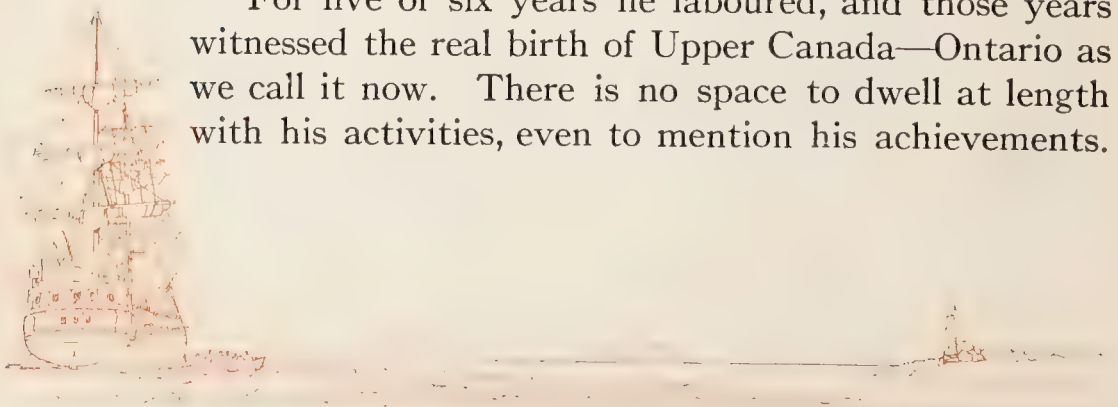 For five or six years he laboured, and those years
witnessed the real birth of Upper Canada—Ontario as
we call it now. There is no space to dwell at length
with his activities, even to mention his achievements.